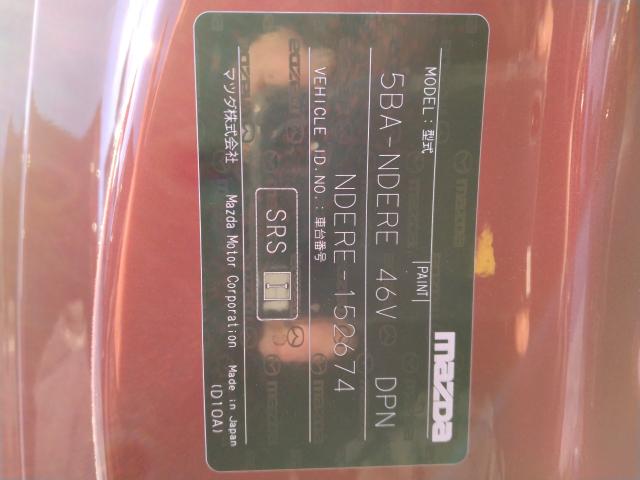 mazda
MODEL:型式
PAINT
5BA-NDERE 46V DPN
VEHICLE ID.NO.:車台番号
NDERE-152674
SRS
マツダ株式会社 Mazda Motor Corporation Made in Japan
(D10A)